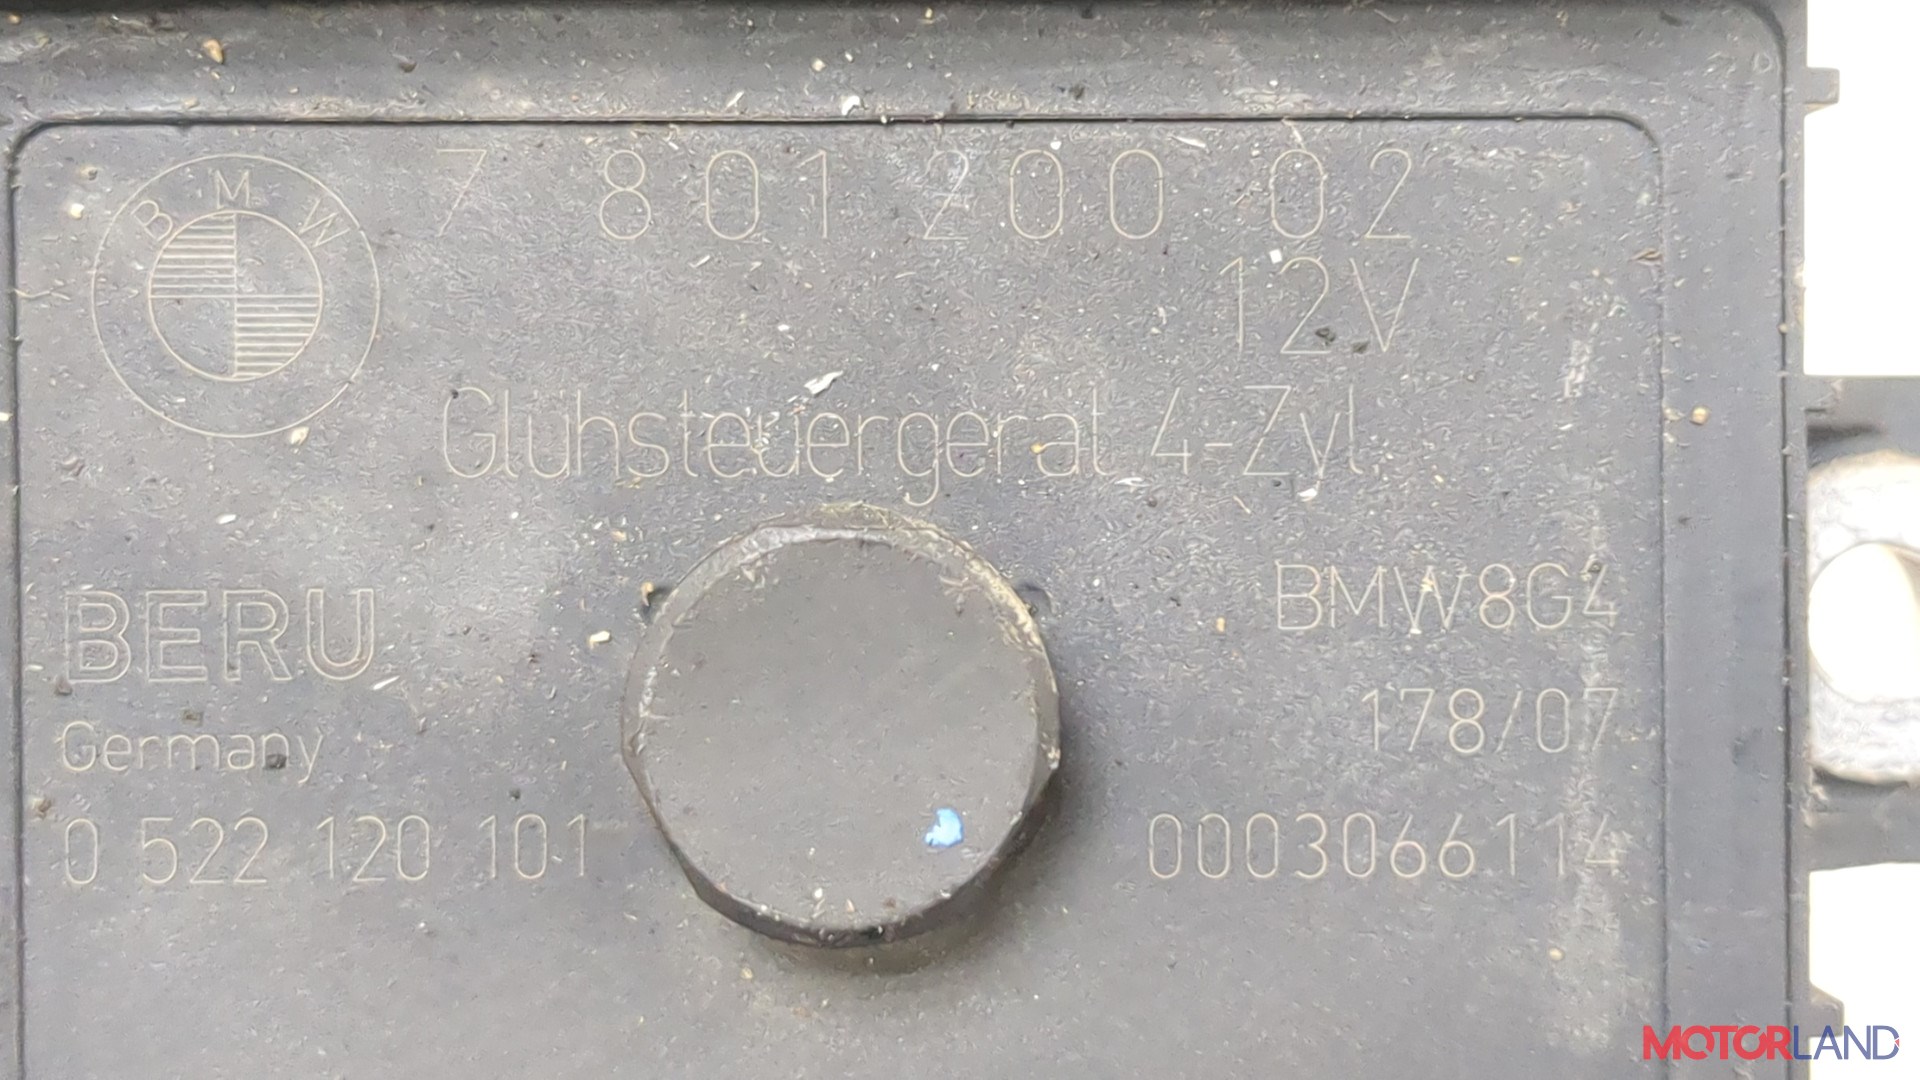 BMW
7 801 200 02
12V
Glühsteuergerät 4-Zyl
BERU
BMW8G4
Germany
178/07
0 522 120 101
0003066114
MOTORLAND